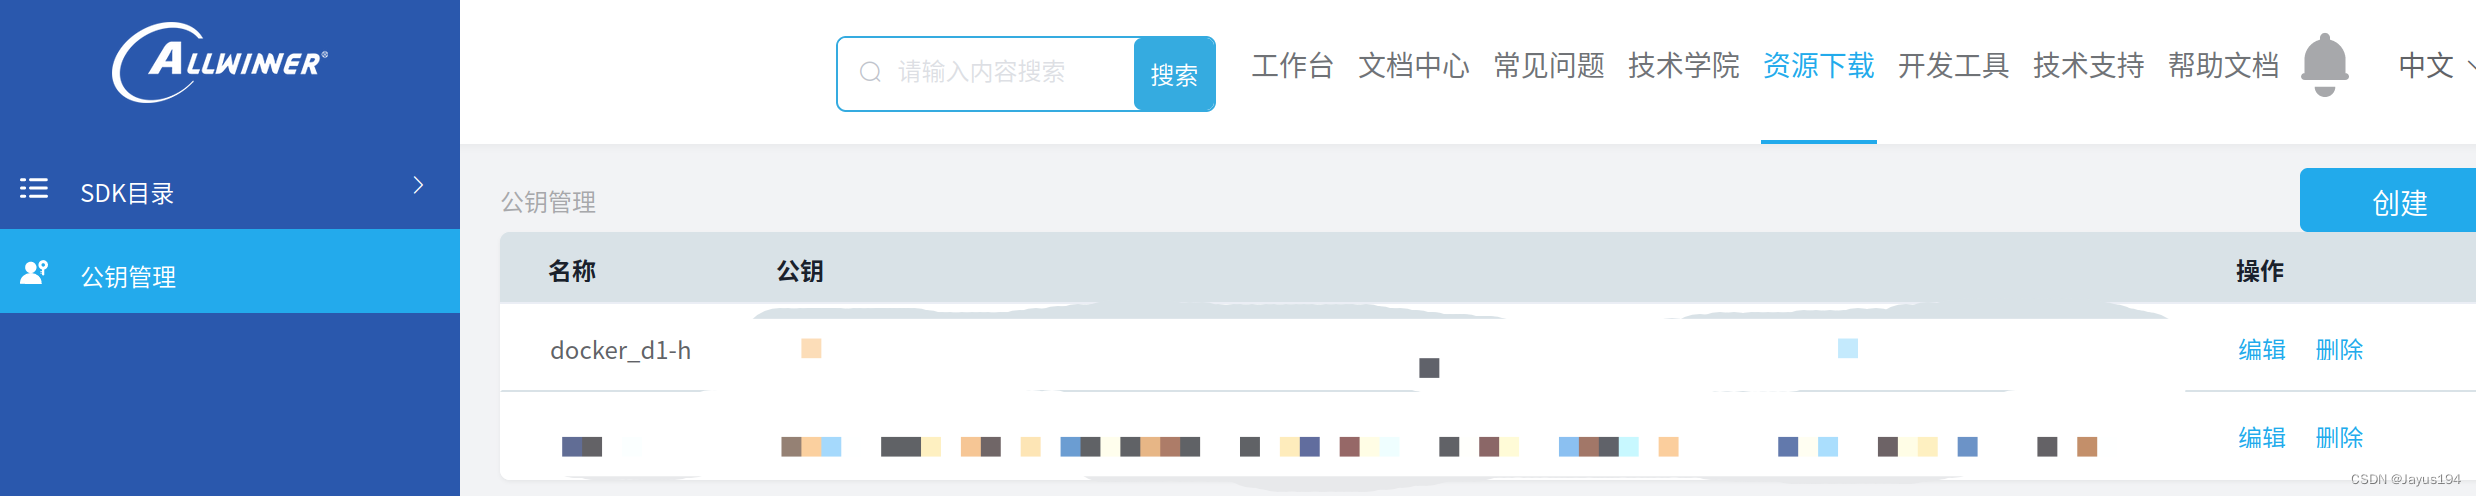 ALLWINNER®
请输入内容搜索 搜索 工作台 文档中心 常见问题 技术学院 资源下载 开发工具 技术支持 帮助文档 中文
SDK目录
公钥管理
公钥管理 创建
名称 公钥 操作
docker_d1-h 编辑 删除
编辑 删除
CSDN @Jayus194